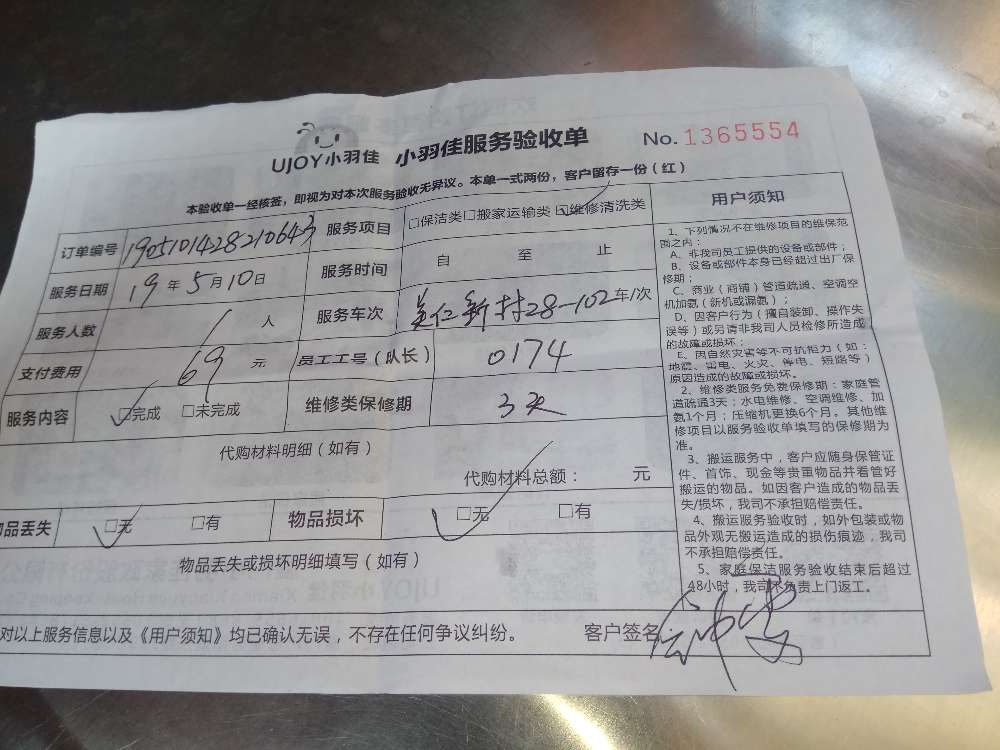 UJOY小羽佳 小羽佳服务验收单 No. 1365554
本验收单一经核签，即视为对本次服务验收无异议。本单一式两份，客户留存一份（红）
订单编号 1905101428210643 服务项目 □保洁类□搬家运输类☑维修清洗类
服务日期 19年5月10日 服务时间 自 至 止
服务人数 / 人 服务车次 新村28-102 车/次
支付费用 69 元 员工工号（队长） 0174
服务内容 ☑完成 □未完成 维修类保修期 3天
代购材料明细（如有）
代购材料总额： 元
物品丢失 ☑无 □有 物品损坏 ☑无 □有
物品丢失或损坏明细填写（如有）
对以上服务信息以及《用户须知》均已确认无误，不存在任何争议纠纷。 客户签名
用户须知
1、下列情况不在维修项目的维保范
围之内：
A、非我司员工提供的设备或部件；
B、设备或部件本身已经超过出厂保
修期；
C、商业（商铺）管道疏通、空调空
机加氨（新机或漏氨）；
D、因客户行为（擅自装卸、操作失
误等）或另请非我司人员检修所造成
的故障或损坏；
E、因自然灾害等不可抗拒力（如：
地震、雷电、火灾、停电、短路等）
原因造成的故障或损坏。
2、维修类服务免费保修期：家庭管
道疏通3天；水电维修、空调维修、加
氨1个月；压缩机更换6个月。其他维
修项目以服务验收单填写的保修期为
准。
3、搬运服务中，客户应随身保管证
件、首饰、现金等贵重物品并看管好
搬运的物品。如因客户造成的物品丢
失/损坏，我司不承担赔偿责任。
4、搬运服务验收时，如外包装或物
品外观无搬运造成的损伤痕迹，我司
不承担赔偿责任。
5、家庭保洁服务验收结束后超过
48小时，我司不负责上门返工。